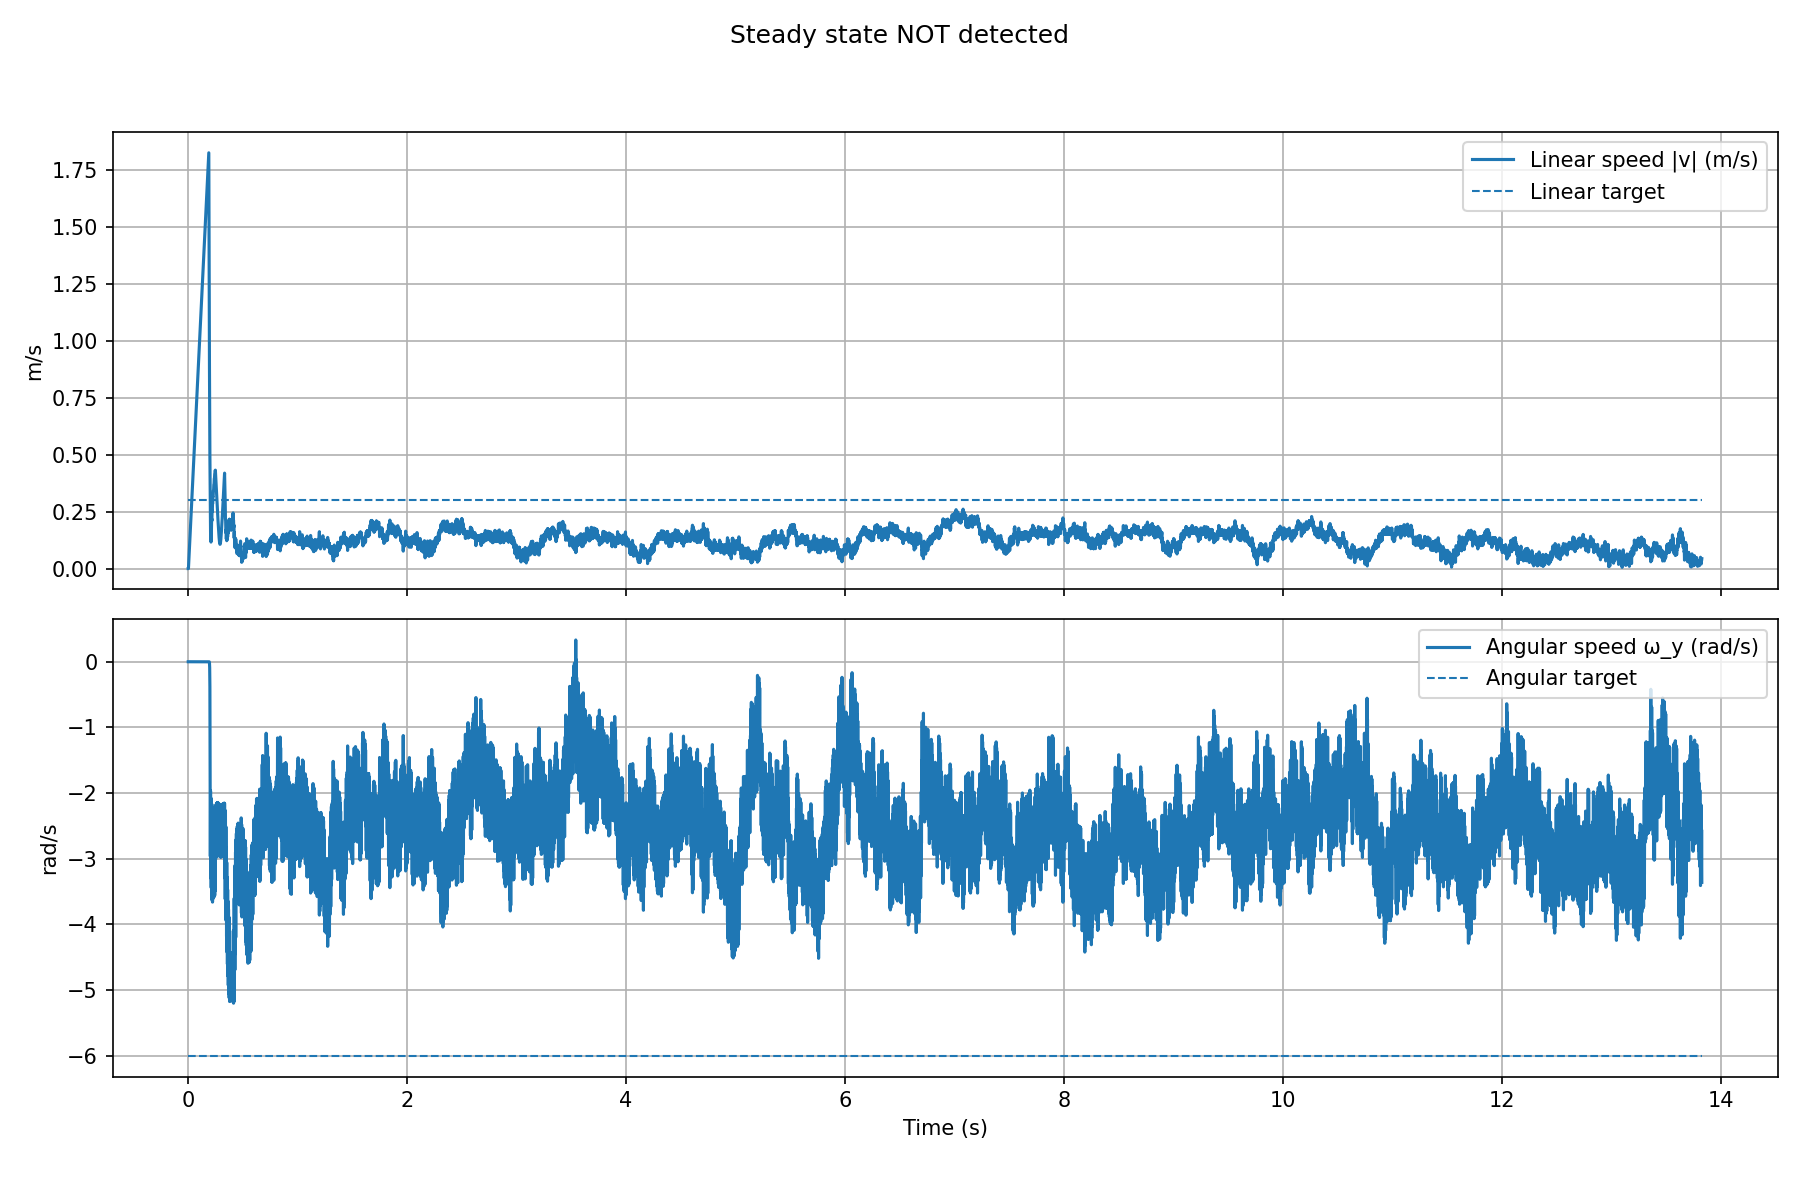 Steady state NOT detected
1.75
1.50
1.25
1.00
0.75
0.50
0.25
0.00
m/s
Linear speed |v| (m/s)
Linear target
0
−1
−2
−3
−4
−5
−6
rad/s
Angular speed ω_y (rad/s)
Angular target
0 2 4 6 8 10 12 14
Time (s)